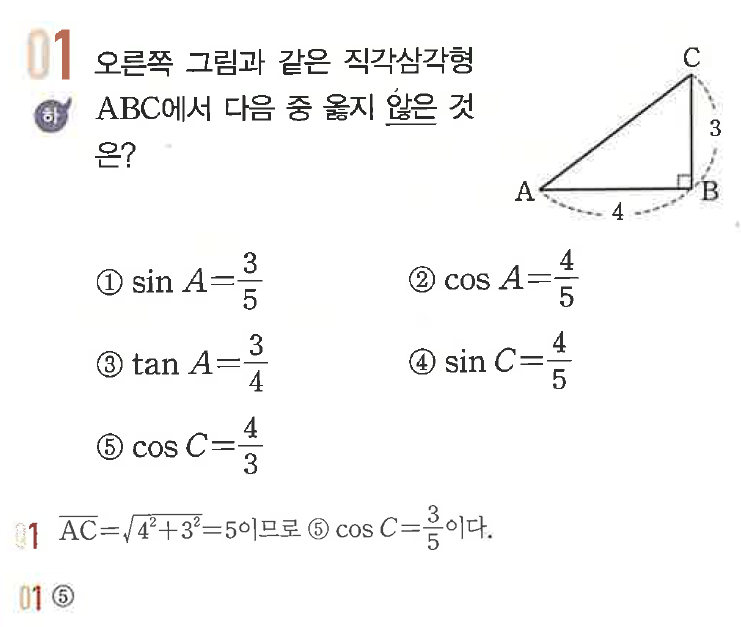 01 오른쪽 그림과 같은 직각삼각형
하 ABC에서 다음 중 옳지 않은 것
은?
C
3
A
B
4
① sin A=3/5 ② cos A=4/5
③ tan A=3/4 ④ sin C=4/5
⑤ cos C=4/3
01 AC̅=√(4²+3²)=5이므로 ⑤ cos C=3/5이다.
01 ⑤